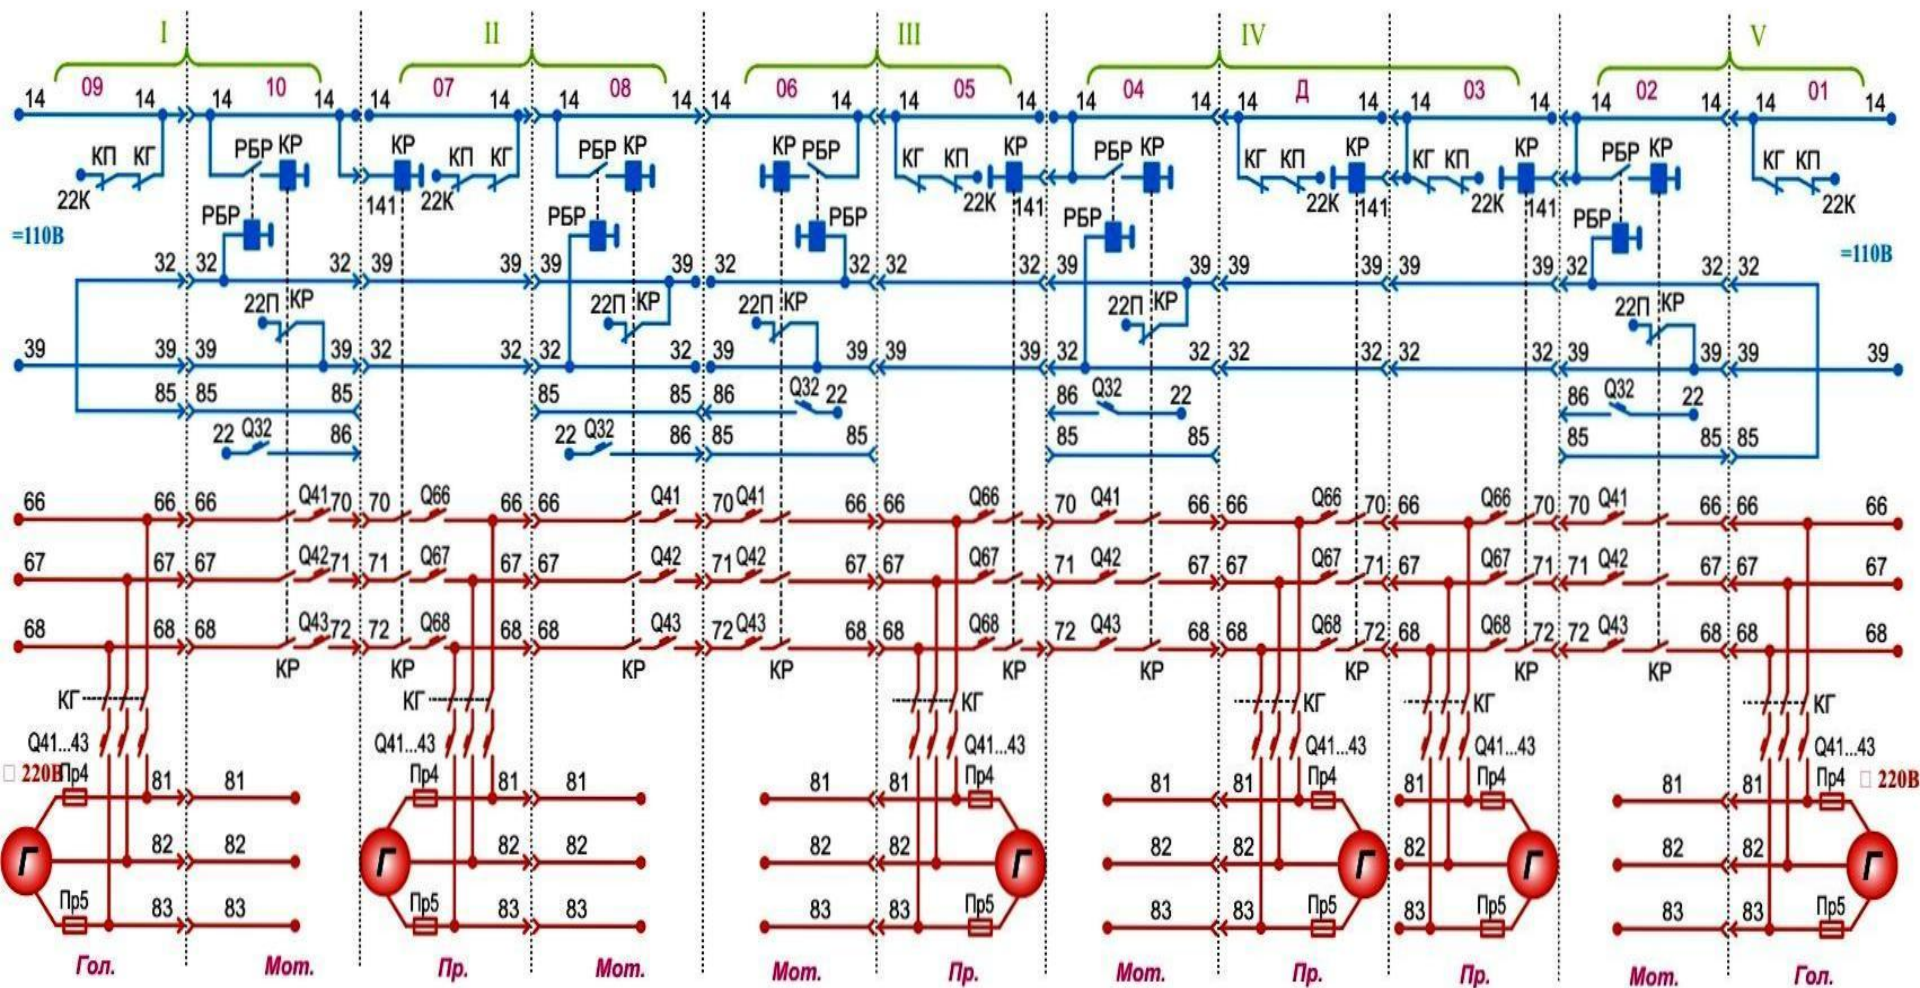 I II III IV V
09 10 07 08 06 05 04 Д 03 02 01
14 14 14 14 14 14 14 14 14 14 14 14 14 14 14 14 14 14 14 14 14 14
КП КГ РБР КР КР КП КГ РБР КР КР РБР КГ КП КР РБР КР КГ КП КР КГ КП КР РБР КР КГ КП
22К 141 22К 22К 141 22К 141 22К 141 22К
РБР РБР РБР РБР РБР
=110В =110В
32 32 32 39 39 39 39 32 32 32 32 39 39 39 39 39 39 32 32 32
22П КР 22П КР 22П КР 22П КР 22П КР
39 39 39 39 32 32 32 32 39 39 39 39 32 32 32 32 32 32 39 39 39 39
85 85 85 85 85 86 Q32 22 86 Q32 22 86 Q32 22
22 Q32 86 22 Q32 86 85 85 85 85 85 85 85
66 66 66 Q41 70 70 Q66 66 66 Q41 70 Q41 66 66 Q66 70 Q41 66 66 Q66 70 66 Q66 70 70 Q41 66 66 66
67 67 67 Q42 71 71 Q67 67 67 Q42 71 Q42 67 67 Q67 71 Q42 67 67 Q67 71 67 Q67 71 71 Q42 67 67 67
68 68 68 Q43 72 72 Q68 68 68 Q43 72 Q43 68 68 Q68 72 Q43 68 68 Q68 72 68 Q68 72 72 Q43 68 68 68
КР КР КР КР КР КР КР КР КР
КГ КГ КГ КГ КГ КГ
Q41...43 Q41...43 Q41...43 Q41...43 Q41...43 Q41...43
220В Пр4 81 81 Пр4 81 81 81 81 Пр4 81 81 Пр4 81 Пр4 81 81 Пр4 220В
Г 82 82 Г 82 82 82 82 Г 82 82 Г 82 Г 82 82 Г
Пр5 83 83 Пр5 83 83 83 83 Пр5 83 83 Пр5 83 Пр5 83 83 Пр5
Гол. Мот. Пр. Мот. Мот. Пр. Мот. Пр. Пр. Мот. Гол.